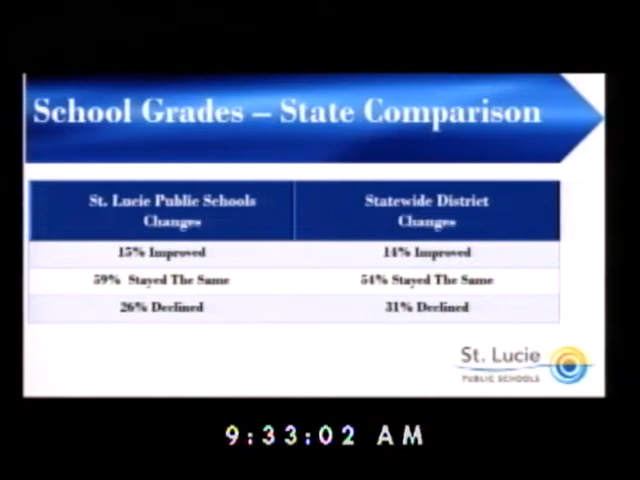 School Grades – State Comparison
St. Lucie Public Schools Changes
Statewide District Changes
15% Improved
14% Improved
59% Stayed The Same
54% Stayed The Same
26% Declined
31% Declined
St. Lucie
PUBLIC SCHOOLS
9:33:02 AM